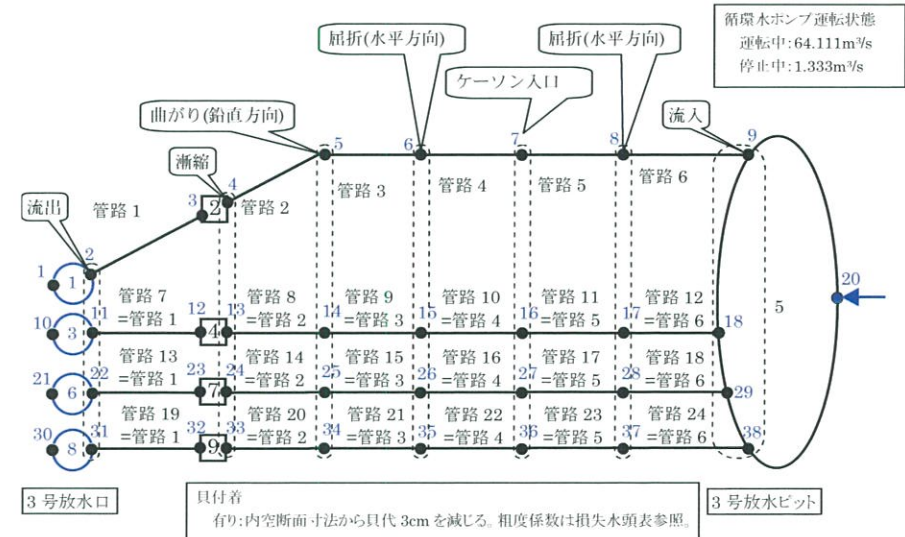 循環水ポンプ運転状態
運転中:64.111m³/s
停止中:1.333m³/s
屈折(水平方向)
屈折(水平方向)
ケーソン入口
曲がり(鉛直方向)
流入
5
6
7
8
9
漸縮
4
管路 3
管路 4
管路 5
管路 6
管路 1
3
2
管路 2
流出
2
1
1
20
5
管路 7
=管路 1
管路 8
=管路 2
管路 9
=管路 3
管路 10
=管路 4
管路 11
=管路 5
管路 12
=管路 6
10
3
11
12
4
13
14
15
16
17
18
管路 13
=管路 1
管路 14
=管路 2
管路 15
=管路 3
管路 16
=管路 4
管路 17
=管路 5
管路 18
=管路 6
21
6
22
23
7
24
25
26
27
28
29
管路 19
=管路 1
管路 20
=管路 2
管路 21
=管路 3
管路 22
=管路 4
管路 23
=管路 5
管路 24
=管路 6
30
8
31
32
9
33
34
35
36
37
38
3 号放水口
3 号放水ピット
貝付着
有り:内空断面寸法から貝代 3cm を減じる。粗度係数は損失水頭表参照。